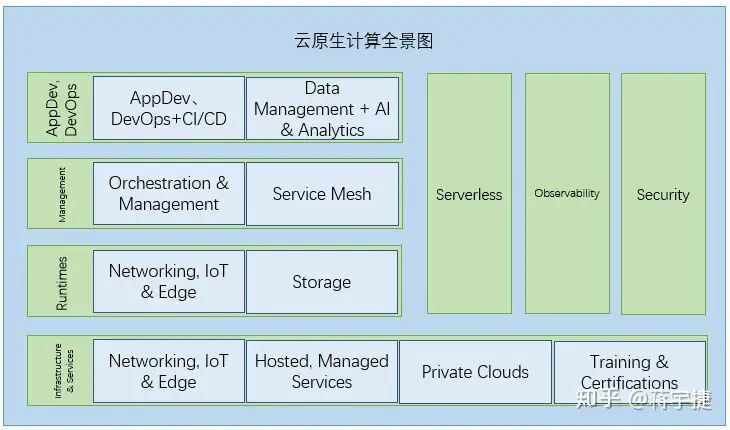 云原生计算全景图
AppDev,
DevOps
AppDev、
DevOps+CI/CD
Data
Management + AI
& Analytics
Management
Orchestration &
Management
Service Mesh
Runtimes
Networking, IoT
& Edge
Storage
Serverless
Observability
Security
Infrastructure
& Services
Networking, IoT
& Edge
Hosted, Managed
Services
Private Clouds
Training &
Certifications
知乎 @蒋宇捷